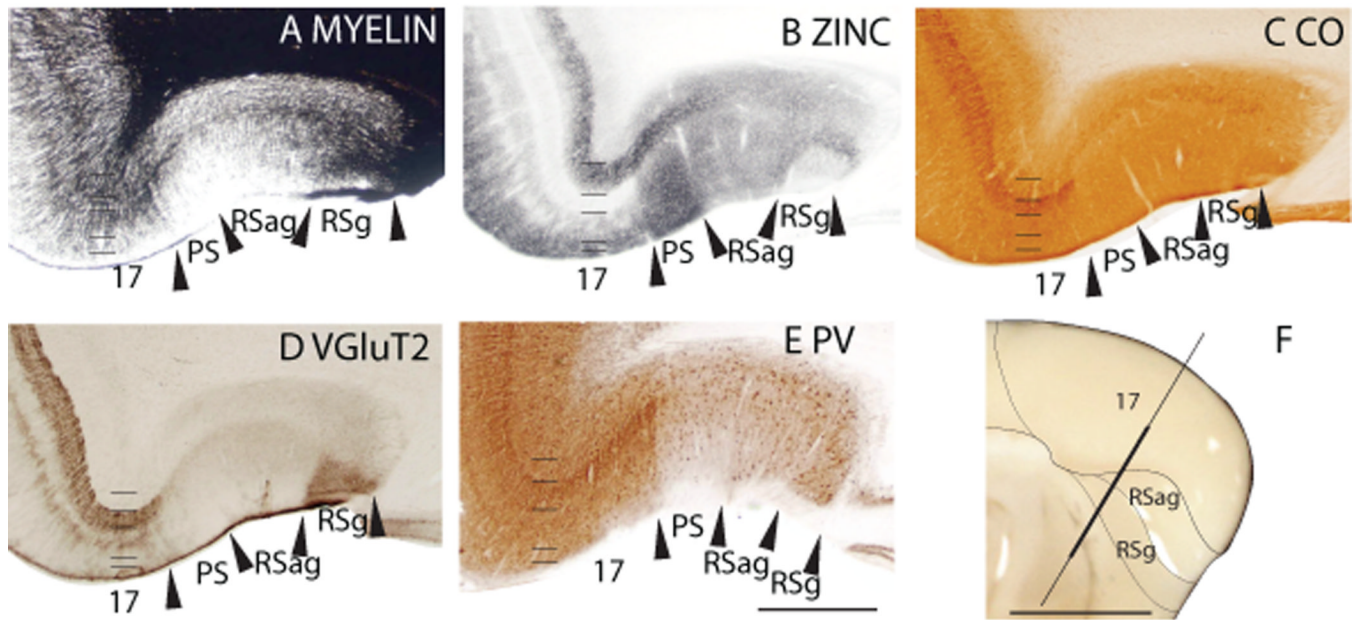 A MYELIN
RSag
RSg
PS
17
B ZINC
RSg
PS
RSag
17
C CO
RSg
PS
RSag
17
D VGluT2
RSg
PS
RSag
17
E PV
PS
17
RSag
RSg
F
17
RSag
RSg